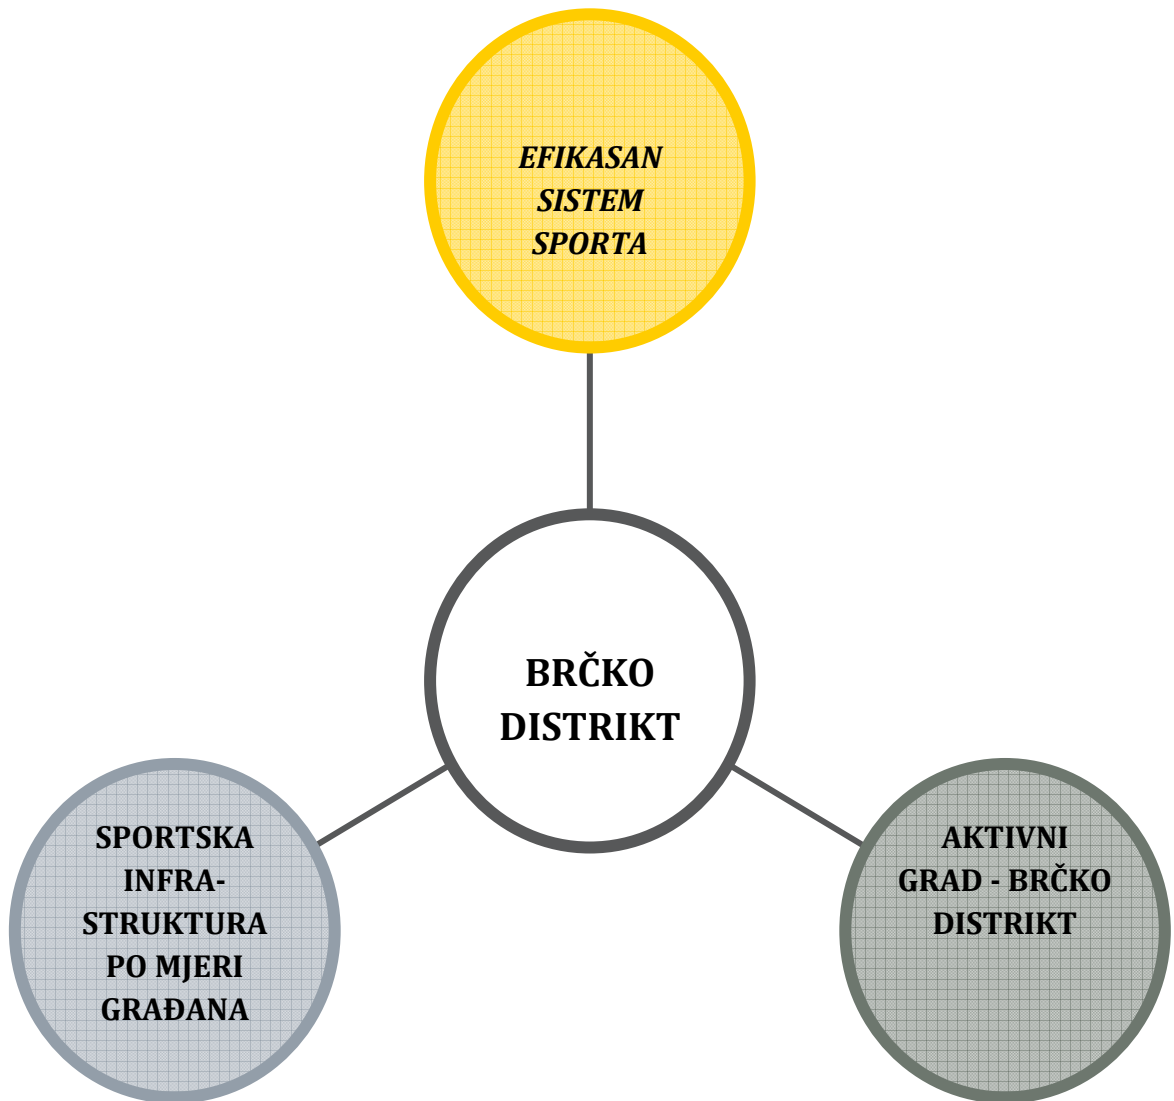 EFIKASAN
SISTEM
SPORTA
BRČKO
DISTRIKT
SPORTSKA
INFRA-
STRUKTURA
PO MJERI
GRAĐANA
AKTIVNI
GRAD - BRČKO
DISTRIKT